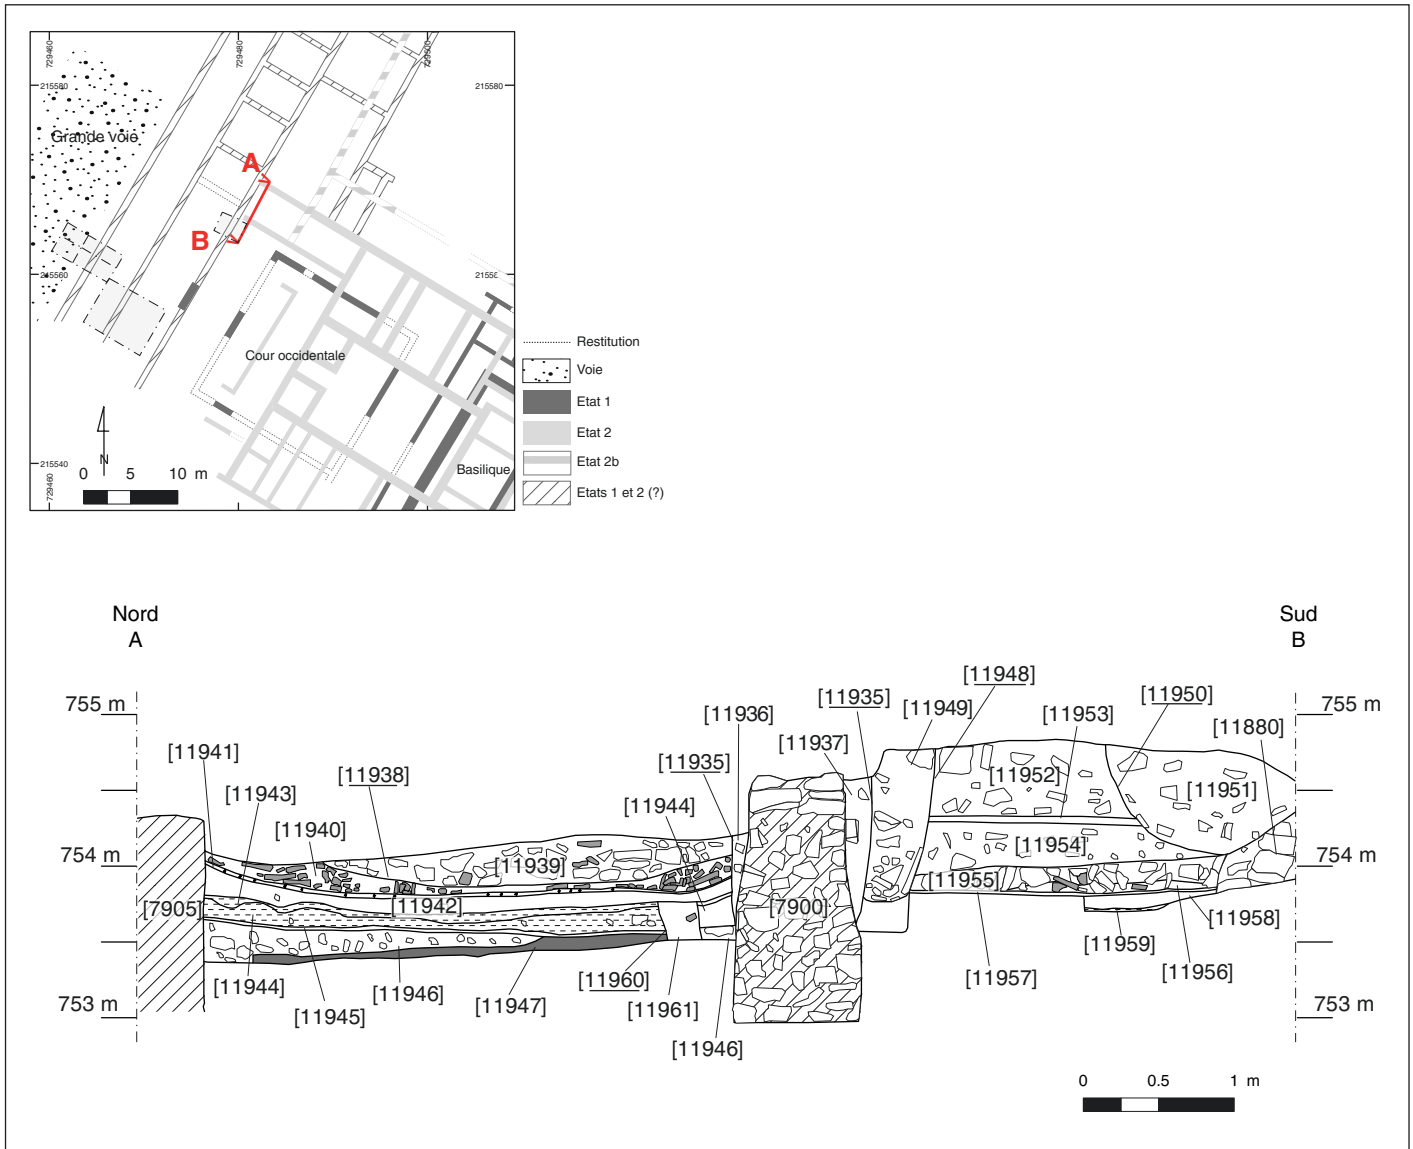 729460
729480
729500
215580
215580
Grande voie
A
B
215560
2155
Cour occidentale
N
0 5 10 m
215540
729460
Basilique
Restitution
Voie
Etat 1
Etat 2
Etat 2b
Etats 1 et 2 (?)
Nord
A
Sud
B
755 m
755 m
[11948]
[11935]
[11950]
[11949]
[11936]
[11953]
[11880]
[11937]
[11941]
[11935]
[11938]
[11952]
[11943]
[11951]
[11944]
[11940]
754 m
[11954]
754 m
[11939]
[11955]
[7905]
[11942]
[7900]
[11958]
[11959]
[11956]
[11957]
[11944]
[11946]
[11960]
753 m
[11945]
[11947]
[11961]
753 m
[11946]
0 0.5 1 m